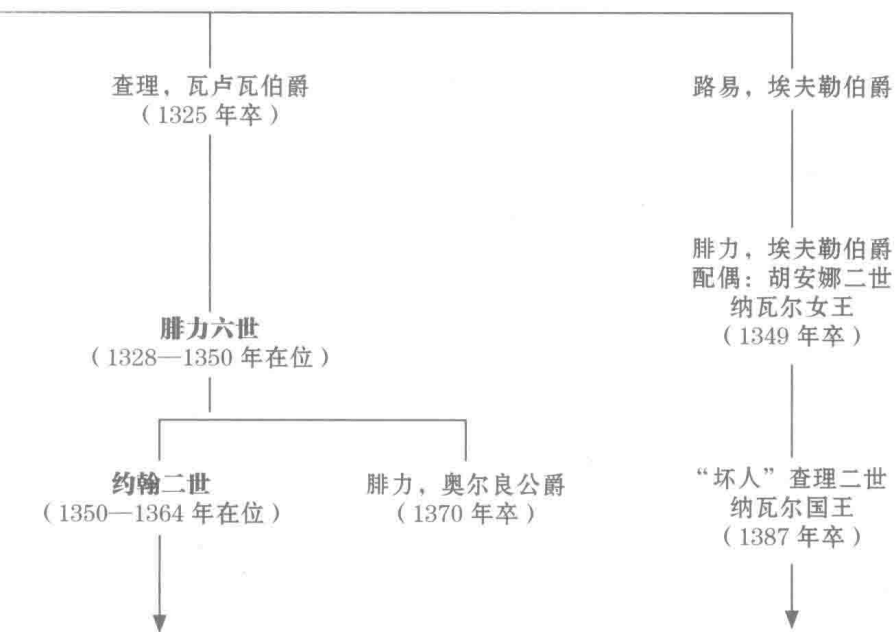 查理，瓦卢瓦伯爵
（1325 年卒）
路易，埃夫勒伯爵
腓力，埃夫勒伯爵
配偶：胡安娜二世
纳瓦尔女王
（1349 年卒）
腓力六世
（1328—1350 年在位）
约翰二世
（1350—1364 年在位）
腓力，奥尔良公爵
（1370 年卒）
“坏人”查理二世
纳瓦尔国王
（1387 年卒）